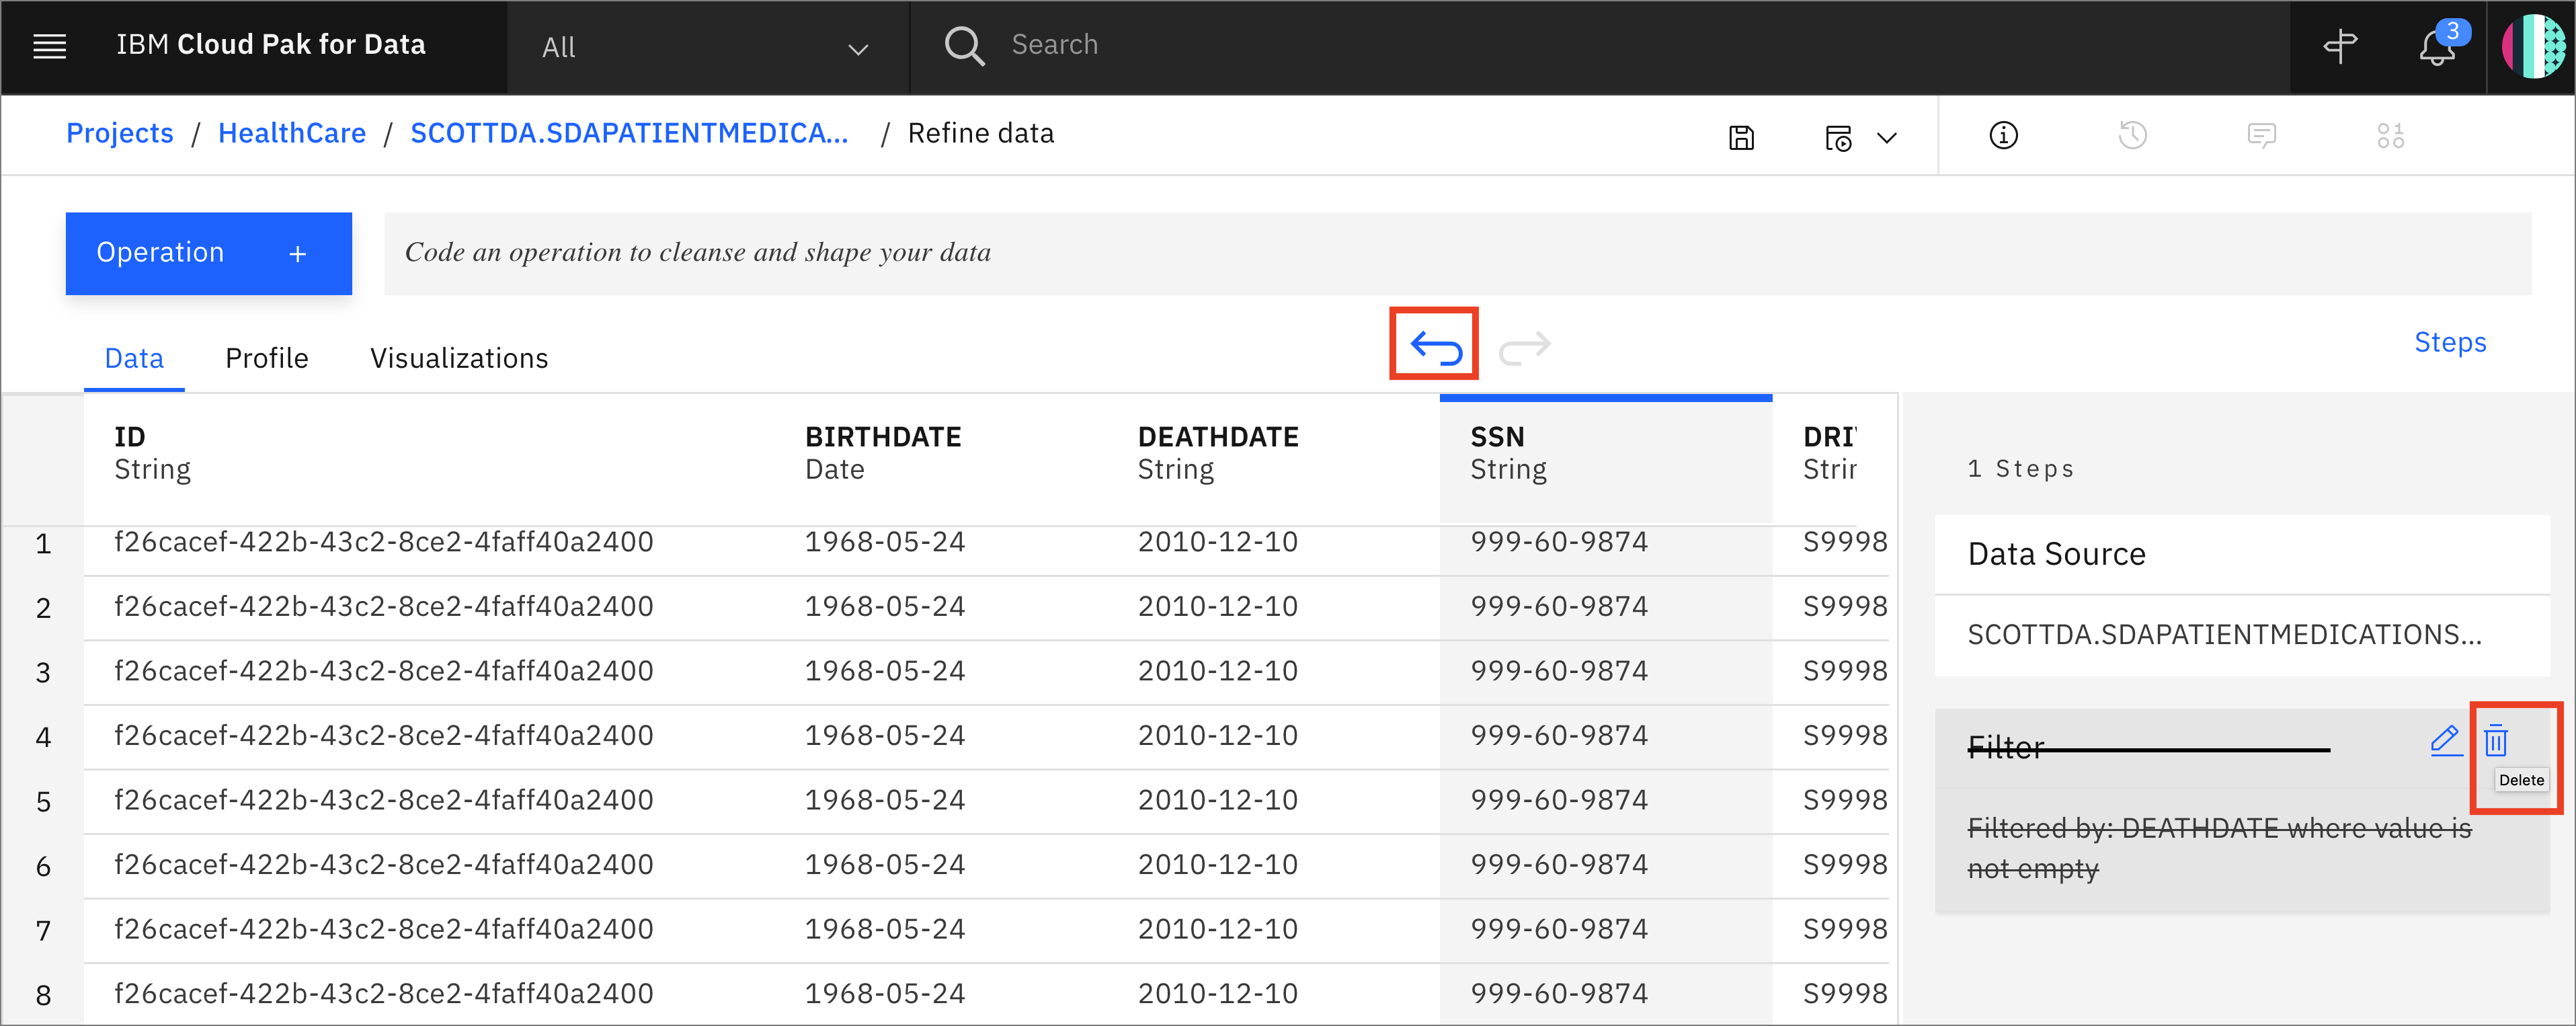 IBM Cloud Pak for Data
All
Search
3
Projects / HealthCare / SCOTTDA.SDAPATIENTMEDICA... / Refine data
Operation +
Code an operation to cleanse and shape your data
Data Profile Visualizations
Steps
ID BIRTHDATE DEATHDATE SSN DRI
String Date String String Strir
1 f26cacef-422b-43c2-8ce2-4faff40a2400 1968-05-24 2010-12-10 999-60-9874 S9998
2 f26cacef-422b-43c2-8ce2-4faff40a2400 1968-05-24 2010-12-10 999-60-9874 S9998
3 f26cacef-422b-43c2-8ce2-4faff40a2400 1968-05-24 2010-12-10 999-60-9874 S9998
4 f26cacef-422b-43c2-8ce2-4faff40a2400 1968-05-24 2010-12-10 999-60-9874 S9998
5 f26cacef-422b-43c2-8ce2-4faff40a2400 1968-05-24 2010-12-10 999-60-9874 S9998
6 f26cacef-422b-43c2-8ce2-4faff40a2400 1968-05-24 2010-12-10 999-60-9874 S9998
7 f26cacef-422b-43c2-8ce2-4faff40a2400 1968-05-24 2010-12-10 999-60-9874 S9998
8 f26cacef-422b-43c2-8ce2-4faff40a2400 1968-05-24 2010-12-10 999-60-9874 S9998
1 Steps
Data Source
SCOTTDA.SDAPATIENTMEDICATIONS...
Filter
Delete
Filtered by: DEATHDATE where value is
not empty